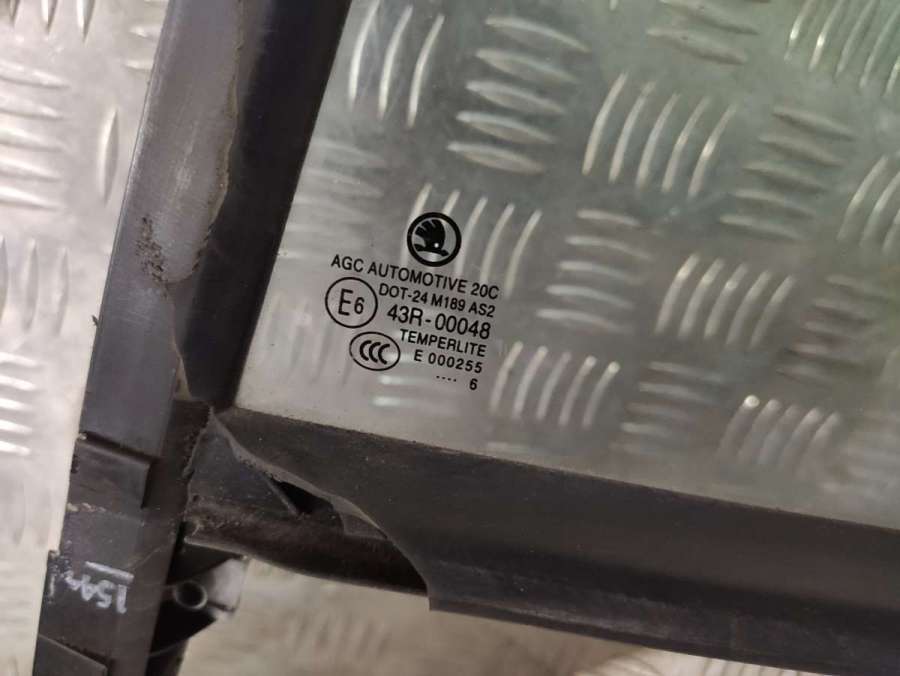 AGC AUTOMOTIVE 20C
DOT-24 M189 AS2
E6 43R-00048
TEMPERLITE
CCC E 000255
.... 6